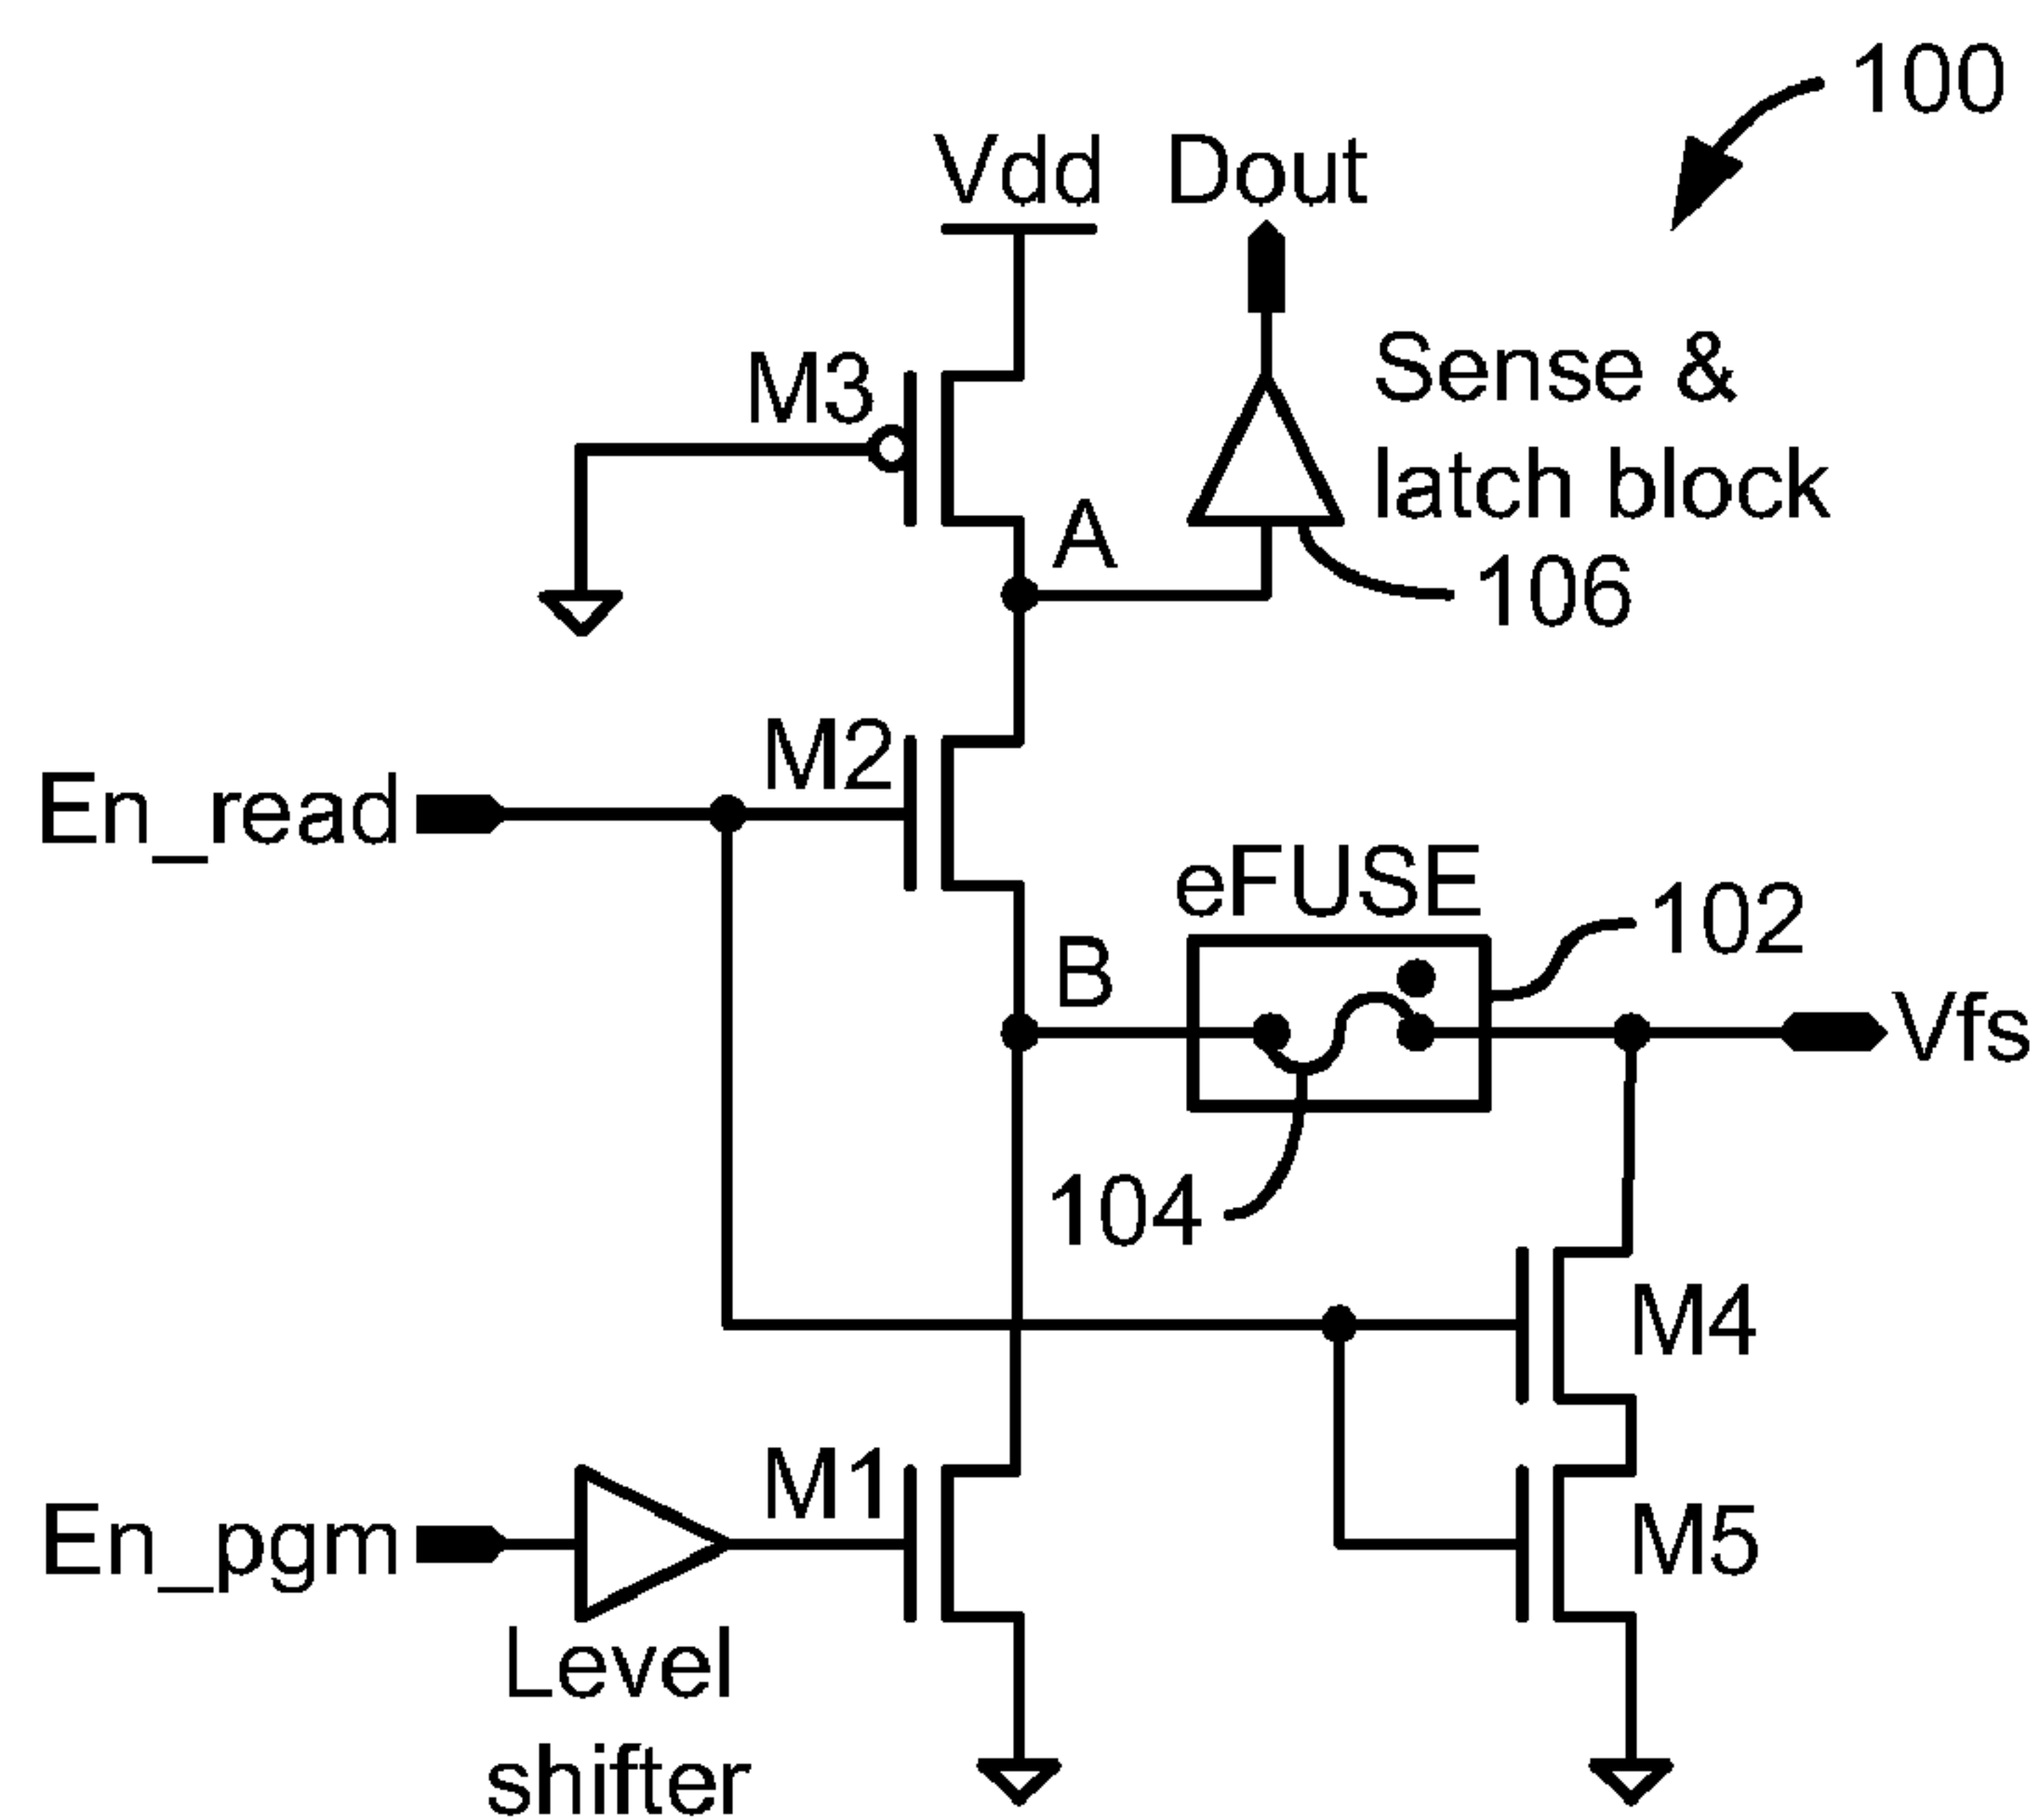 100
Vdd
Dout
M3
Sense &
latch block
A
106
M2
En_read
eFUSE
102
B
Vfs
104
M4
M1
M5
En_pgm
Level
shifter